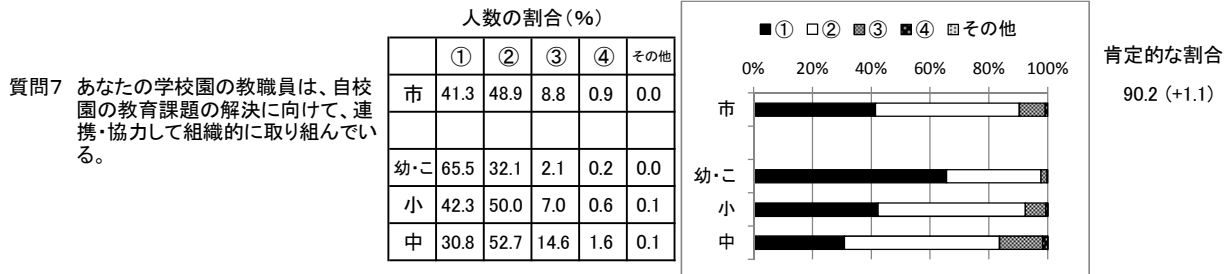 人数の割合(%)
① ② ③ ④ その他
市 41.3 48.9 8.8 0.9 0.0
幼・こ 65.5 32.1 2.1 0.2 0.0
小 42.3 50.0 7.0 0.6 0.1
中 30.8 52.7 14.6 1.6 0.1
質問7 あなたの学校園の教職員は、自校
園の教育課題の解決に向けて、連
携・協力して組織的に取り組んでい
る。
① ② ③ ④ その他
0% 20% 40% 60% 80% 100%
市
幼・こ
小
中
肯定的な割合
90.2 (+1.1)